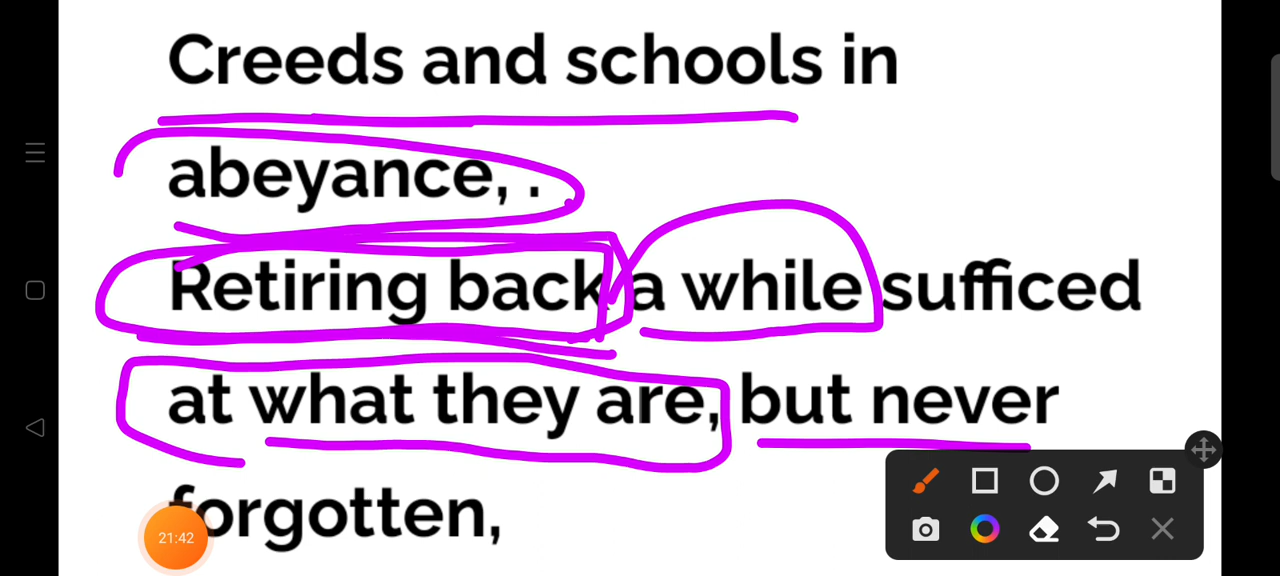 Creeds and schools in
abeyance, .
Retiring back a while sufficed
at what they are, but never
forgotten,
21:42